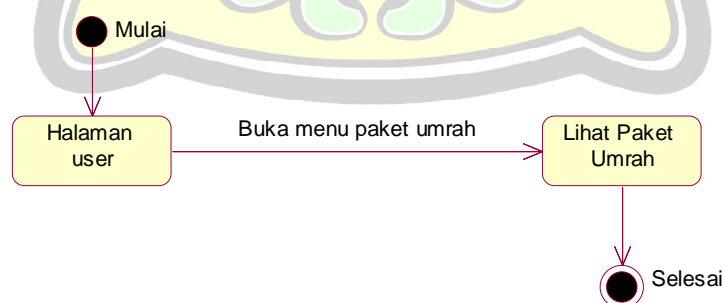 Mulai
Halaman
user
Buka menu paket umrah
Lihat Paket
Umrah
Selesai